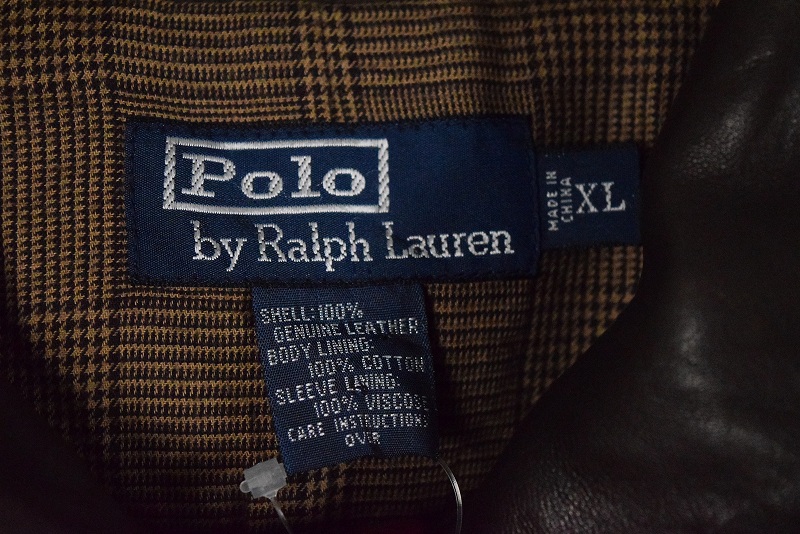 Polo
by Ralph Lauren
MADE IN
CHINA
XL
SHELL: 100%
GENUINE LEATHER
BODY LINING:
100% COTTON
SLEEVE LINING:
100% VISCOSE
CARE INSTRUCTIONS
OVER